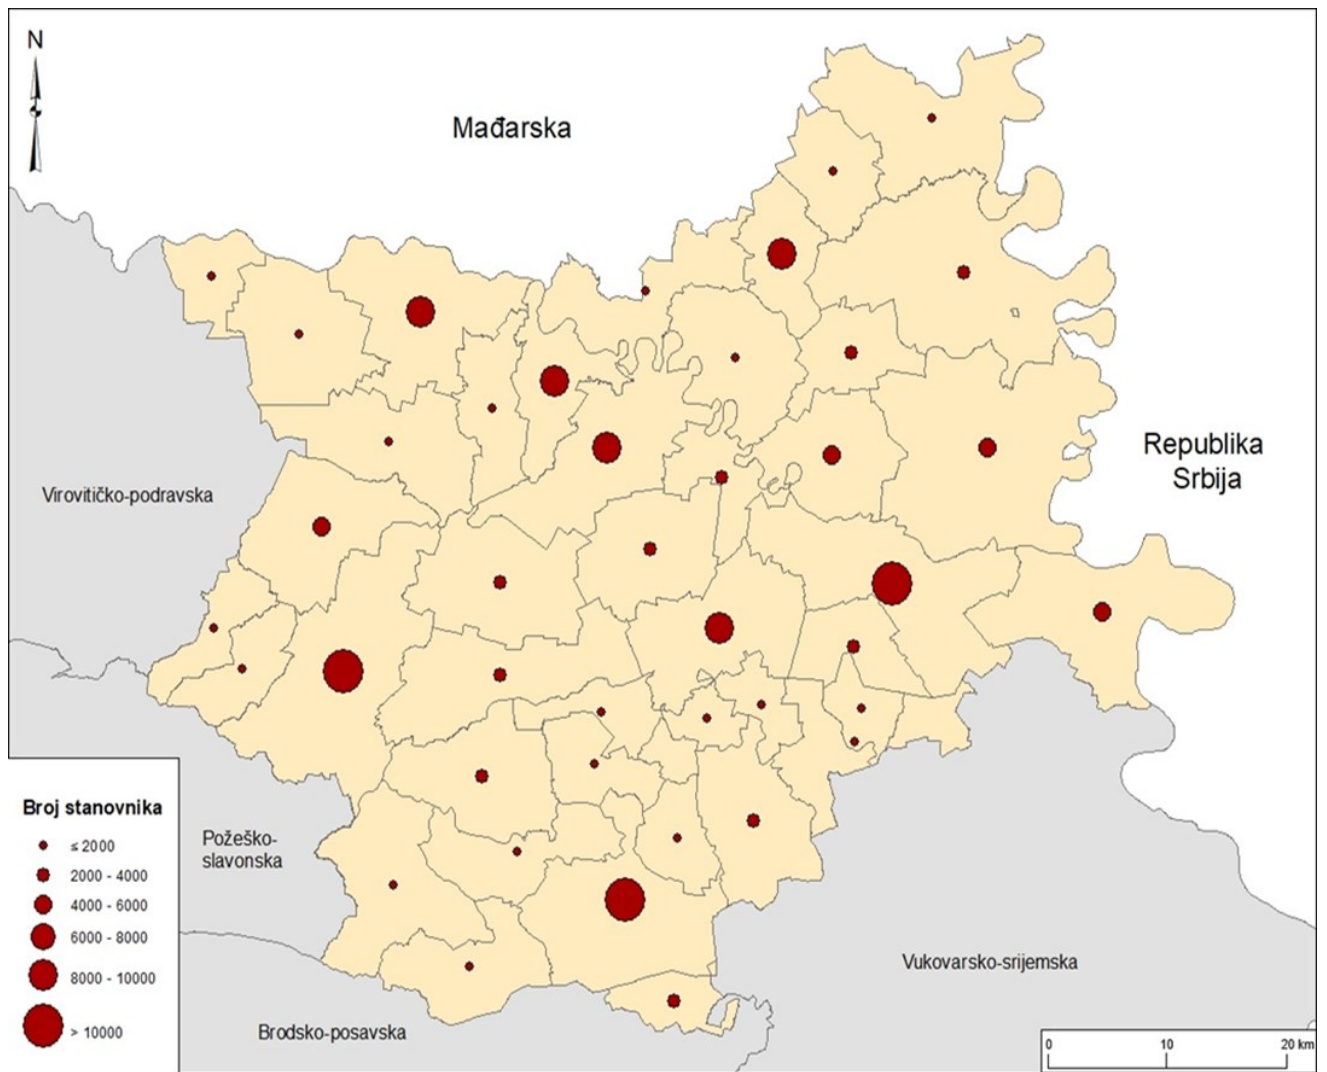 N
Mađarska
Republika
Srbija
Virovitičko-podravska
Broj stanovnika
≤ 2000
2000 - 4000
4000 - 6000
6000 - 8000
8000 - 10000
> 10000
Požeško-
slavonska
Vukovarsko-srijemska
Brodsko-posavska
0 10 20 km